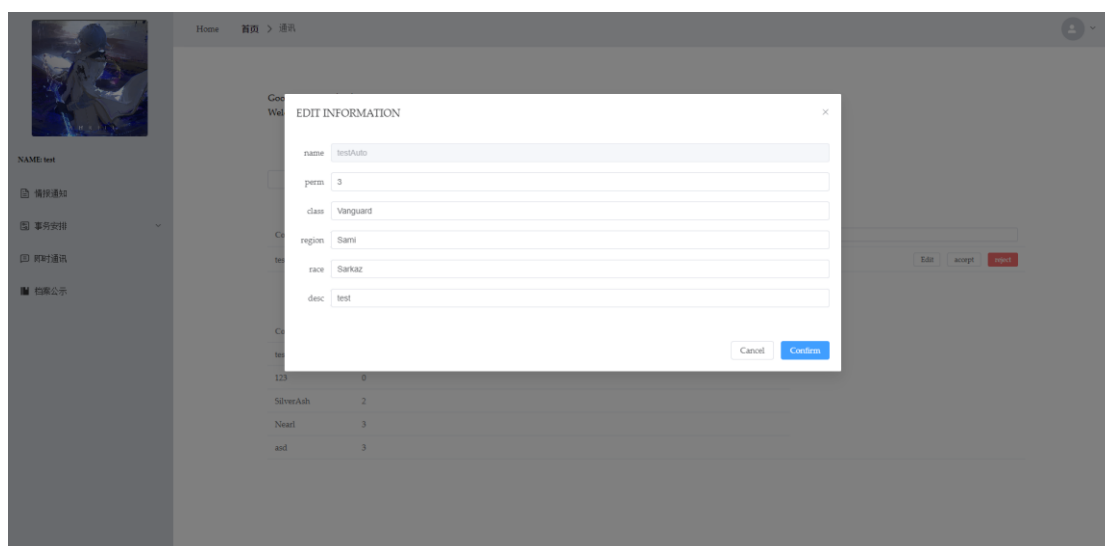 Home 首页 > 通讯
NAME: test
情报通知
事务安排
即时通讯
档案公示
EDIT INFORMATION
name testAuto
perm 3
class Vanguard
region Sami
race Sarkaz
desc test
Cancel Confirm
Edit accept reject
123 0
SilverAsh 2
Nearl 3
asd 3